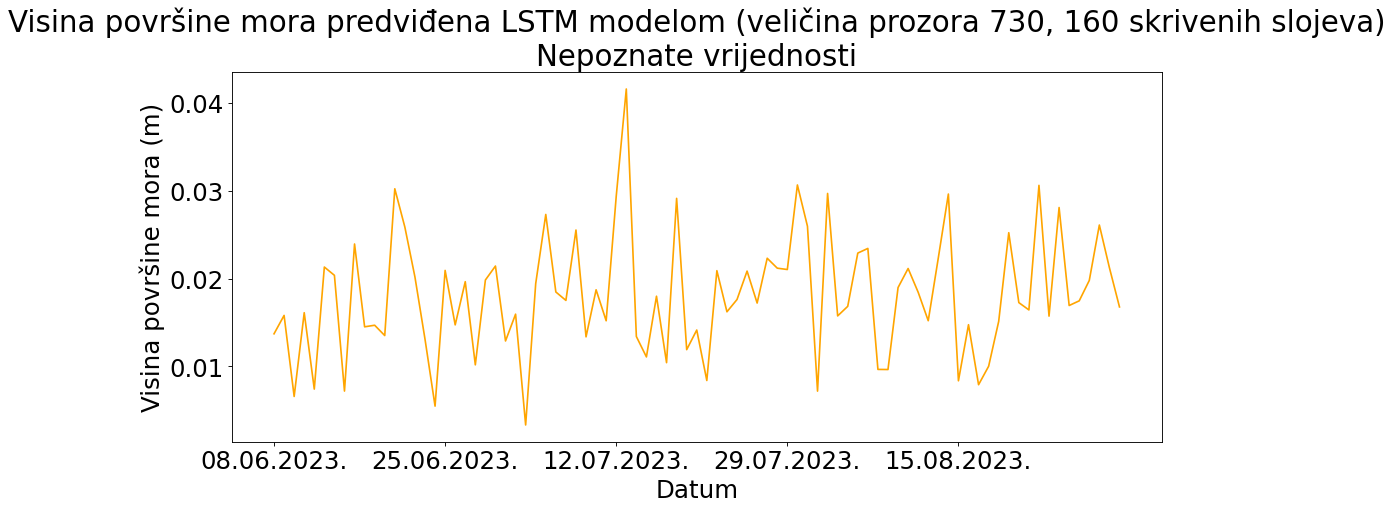 Visina površine mora predviđena LSTM modelom (veličina prozora 730, 160 skrivenih slojeva)
Nepoznate vrijednosti
Visina površine mora (m)
0.04
0.03
0.02
0.01
08.06.2023.
25.06.2023.
12.07.2023.
29.07.2023.
15.08.2023.
Datum